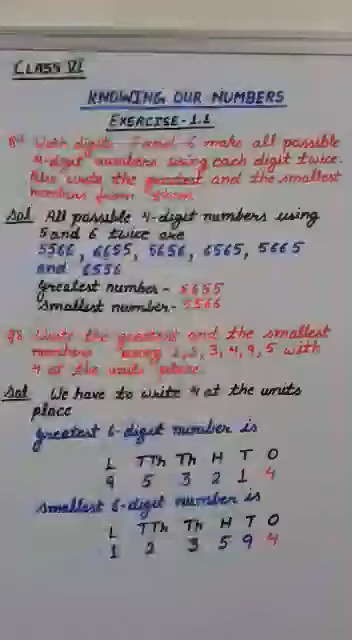 CLASS VI
KNOWING OUR NUMBERS
EXERCISE-1.1
With digits 5 and 6 make all possible
4-digit numbers using each digit twice.
Also write the greatest and the smallest
numbers from them.
Sol All possible 4-digit numbers using
5 and 6 twice are
5566, 6655, 5656, 6565, 5665
and 6556
Greatest number - 6655
Smallest number - 5566
Write the greatest and the smallest
numbers using 1, 2, 3, 4, 9, 5 with
4 at the units place.
Sol We have to write 4 at the units
place
greatest 6-digit number is
L TTh Th H T O
9 5 3 2 1 4
smallest 6-digit number is
L TTh Th H T O
1 2 3 5 9 4